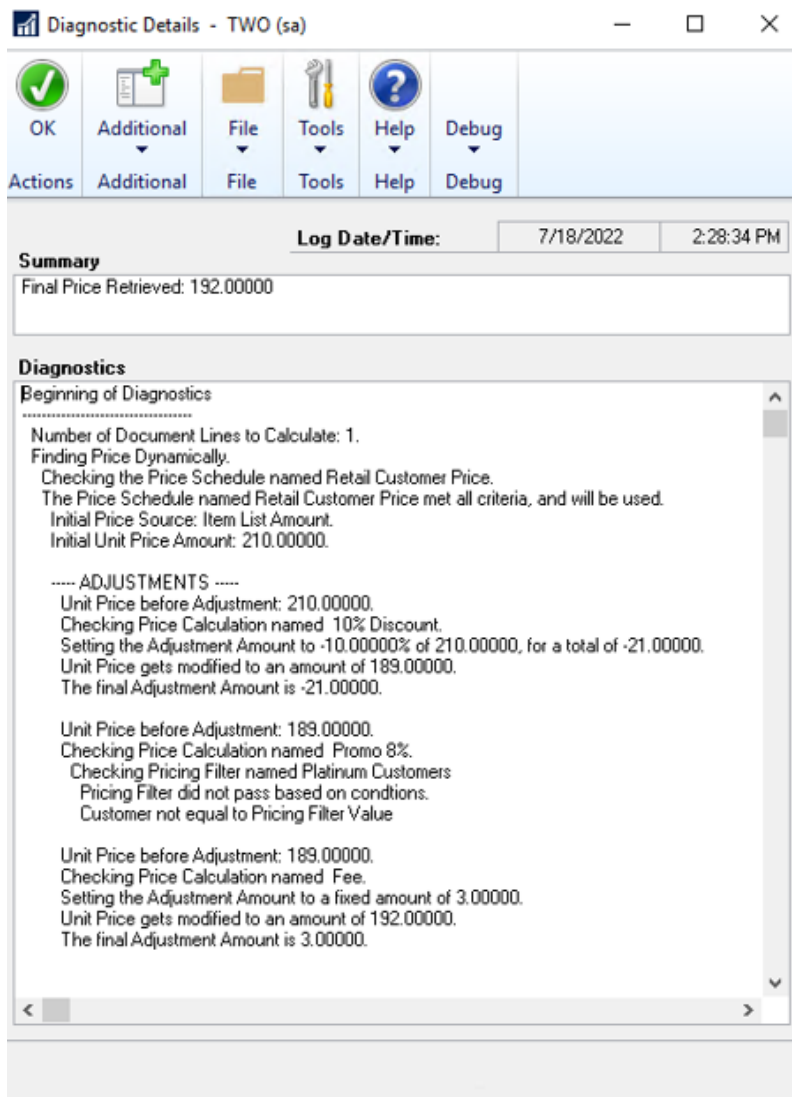 Diagnostic Details - TWO (sa)
OK Additional File Tools Help Debug
Actions Additional File Tools Help Debug
Log Date/Time: 7/18/2022 2:28:34 PM
Summary
Final Price Retrieved: 192.00000
Diagnostics
Beginning of Diagnostics
------------------------------------
Number of Document Lines to Calculate: 1.
Finding Price Dynamically.
Checking the Price Schedule named Retail Customer Price.
The Price Schedule named Retail Customer Price met all criteria, and will be used.
Initial Price Source: Item List Amount.
Initial Unit Price Amount: 210.00000.
----- ADJUSTMENTS -----
Unit Price before Adjustment: 210.00000.
Checking Price Calculation named  10% Discount.
Setting the Adjustment Amount to -10.00000% of 210.00000, for a total of -21.00000.
Unit Price gets modified to an amount of 189.00000.
The final Adjustment Amount is -21.00000.
Unit Price before Adjustment: 189.00000.
Checking Price Calculation named  Promo 8%.
Checking Pricing Filter named Platinum Customers
Pricing Filter did not pass based on condtions.
Customer not equal to Pricing Filter Value
Unit Price before Adjustment: 189.00000.
Checking Price Calculation named  Fee.
Setting the Adjustment Amount to a fixed amount of 3.00000.
Unit Price gets modified to an amount of 192.00000.
The final Adjustment Amount is 3.00000.